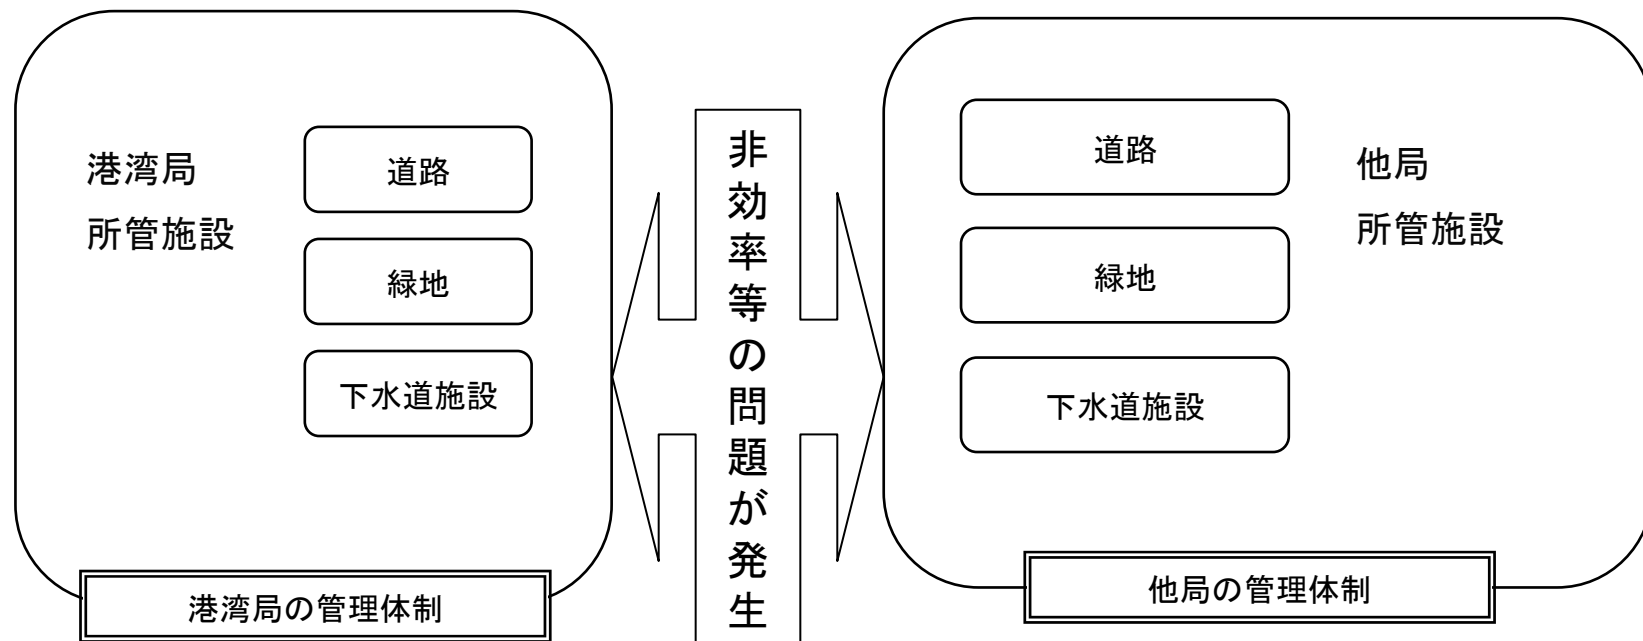 港湾局
所管施設
道路
緑地
下水道施設
港湾局の管理体制
非効率等の問題が発生
道路
緑地
下水道施設
他局
所管施設
他局の管理体制